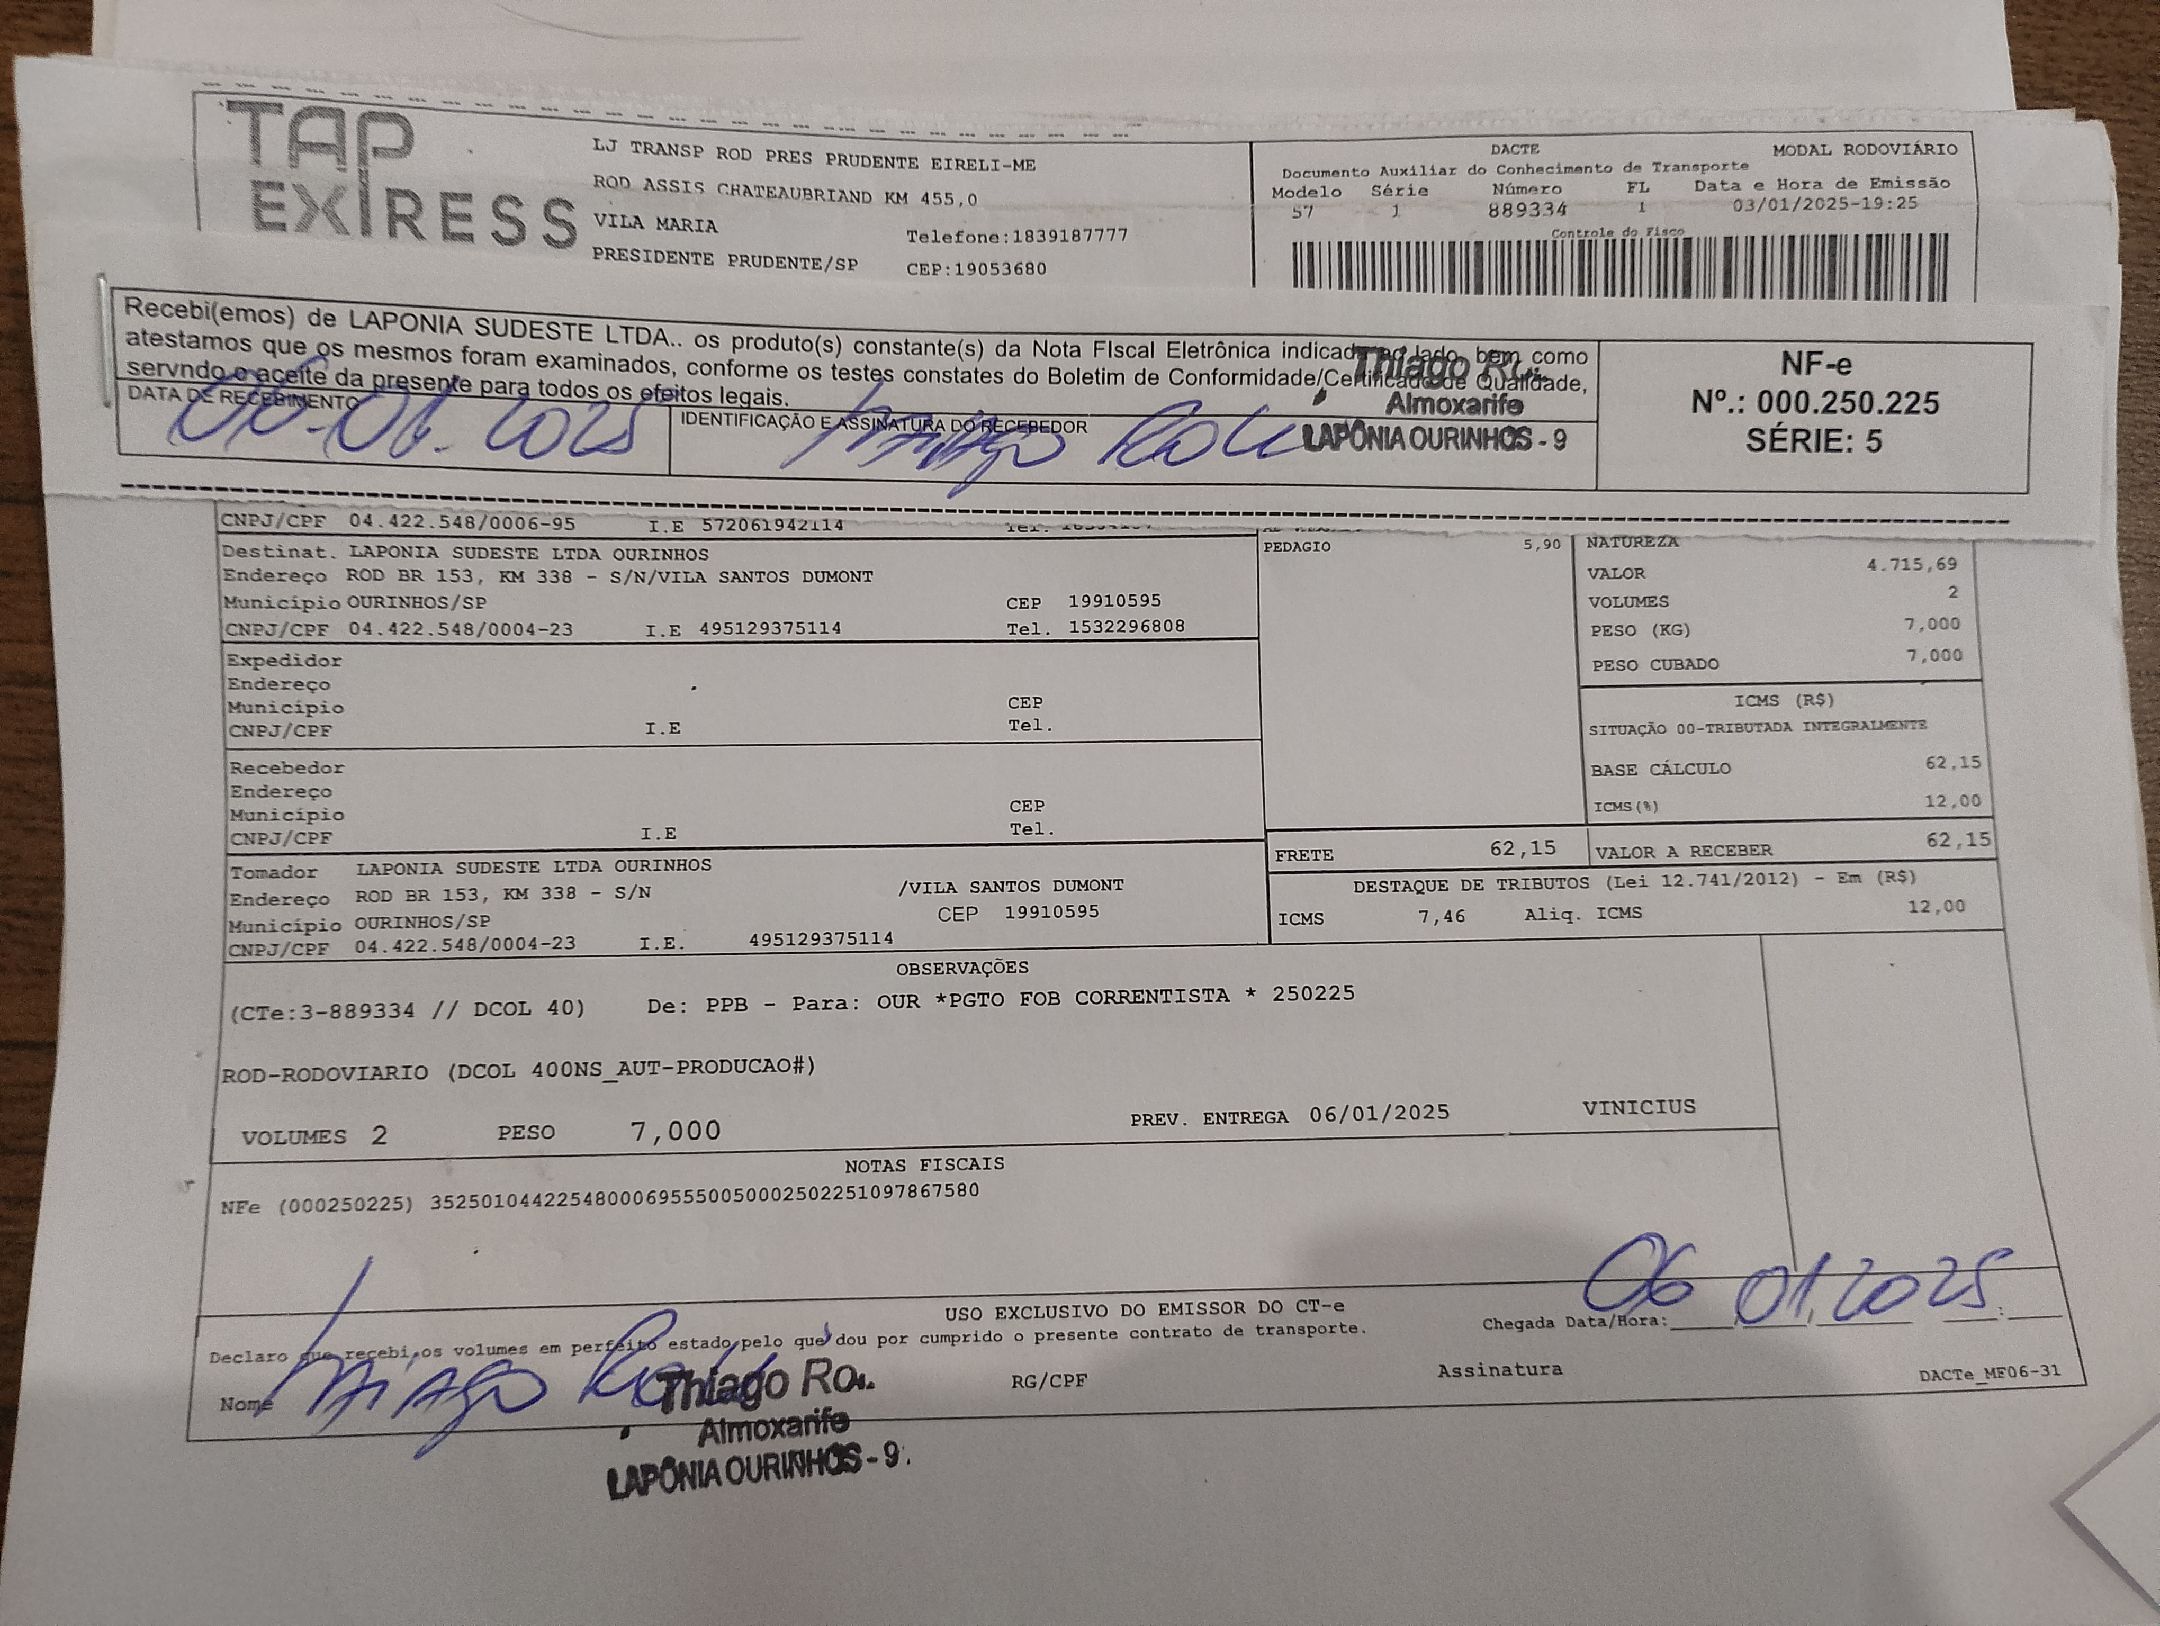 TAP EXPRESS
LJ TRANSP ROD PRES PRUDENTE EIRELI-ME
ROD ASSIS CHATEAUBRIAND KM 455,0
VILA MARIA
Telefone:1839187777
PRESIDENTE PRUDENTE/SP CEP:19053680
DACTE MODAL RODOVIÁRIO
Documento Auxiliar do Conhecimento de Transporte
Modelo Série Número FL Data e Hora de Emissão
57 1 889334 1 03/01/2025-19:25
Controle do Fisco
Recebi(emos) de LAPONIA SUDESTE LTDA.. os produto(s) constante(s) da Nota FIscal Eletrônica indicada ao lado, bem como
atestamos que os mesmos foram examinados, conforme os testes constates do Boletim de Conformidade/Certificado de Qualidade,
servndo o aceite da presente para todos os efeitos legais.
DATA DE RECEBIMENTO
06.01.2025
IDENTIFICAÇÃO E ASSINATURA DO RECEBEDOR
Thiago
Thiago Ro
Almoxarife
LAPÔNIA OURINHOS - 9
NF-e
Nº.: 000.250.225
SÉRIE: 5
CNPJ/CPF 04.422.548/0006-95 I.E 572061942114 Tel.
Destinat. LAPONIA SUDESTE LTDA OURINHOS
Endereço ROD BR 153, KM 338 - S/N/VILA SANTOS DUMONT
Município OURINHOS/SP CEP 19910595
CNPJ/CPF 04.422.548/0004-23 I.E 495129375114 Tel. 1532296808
PEDAGIO 5,90
NATUREZA
VALOR 4.715,69
VOLUMES 2
PESO (KG) 7,000
PESO CUBADO 7,000
Expedidor
Endereço
Município CEP
CNPJ/CPF I.E Tel.
ICMS (R$)
SITUAÇÃO 00-TRIBUTADA INTEGRALMENTE
BASE CÁLCULO 62,15
ICMS(%) 12,00
Recebedor
Endereço
Município CEP
CNPJ/CPF I.E Tel.
FRETE 62,15 VALOR A RECEBER 62,15
Tomador LAPONIA SUDESTE LTDA OURINHOS
Endereço ROD BR 153, KM 338 - S/N /VILA SANTOS DUMONT
Município OURINHOS/SP CEP 19910595
CNPJ/CPF 04.422.548/0004-23 I.E. 495129375114
DESTAQUE DE TRIBUTOS (Lei 12.741/2012) - Em (R$)
ICMS 7,46 Aliq. ICMS 12,00
OBSERVAÇÕES
(CTe:3-889334 // DCOL 40) De: PPB - Para: OUR *PGTO FOB CORRENTISTA * 250225
ROD-RODOVIARIO (DCOL 400NS_AUT-PRODUCAO#)
VOLUMES 2 PESO 7,000 PREV. ENTREGA 06/01/2025 VINICIUS
NOTAS FISCAIS
NFe (000250225) 35250104422548000695550050002502251097867580
USO EXCLUSIVO DO EMISSOR DO CT-e
Declaro que recebi os volumes em perfeito estado pelo que dou por cumprido o presente contrato de transporte.
Chegada Data/Hora: 06 01.2025 :
Nome Thiago
RG/CPF
Assinatura
DACTe_MF06-31
Thiago Ro
Almoxarife
LAPÔNIA OURINHOS - 9